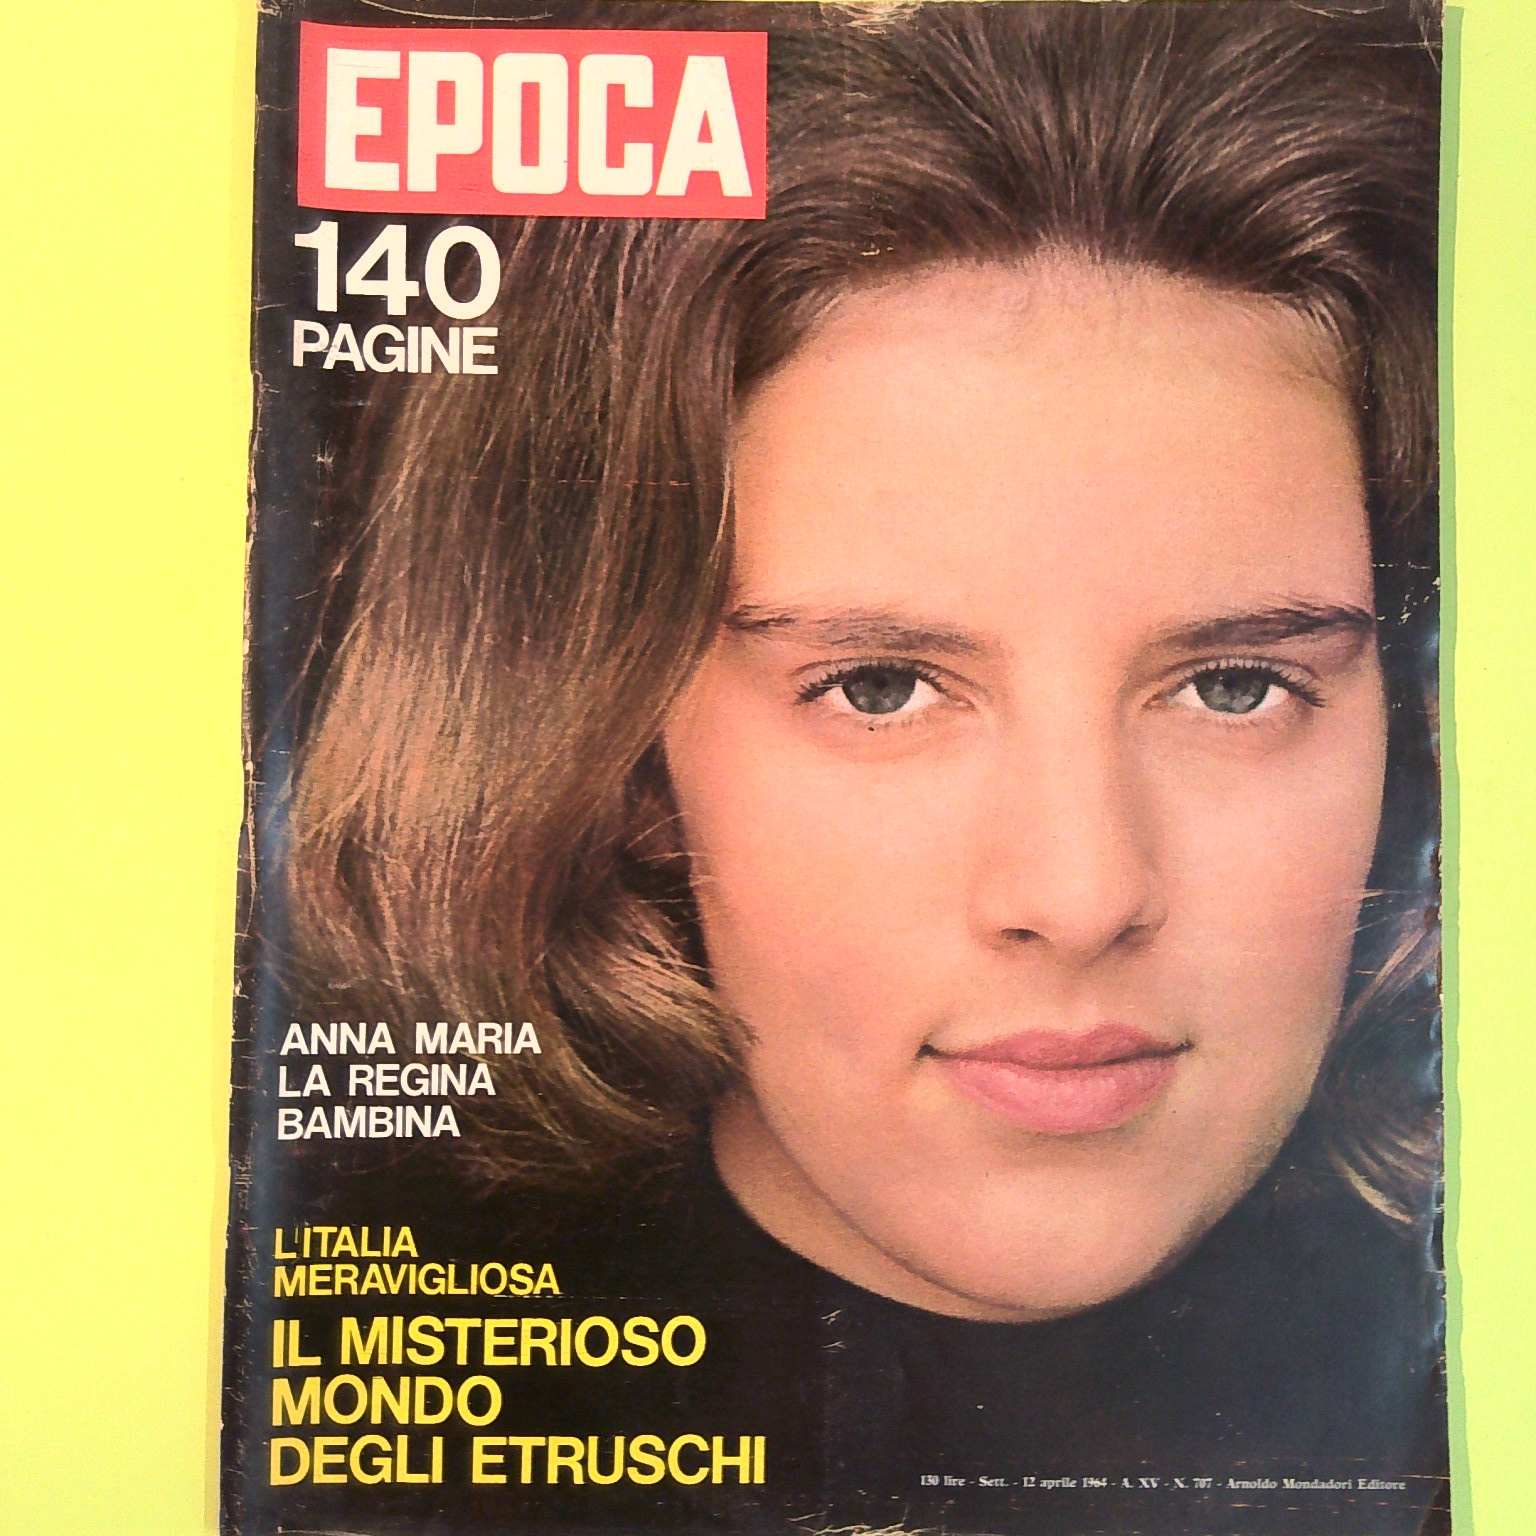 EPOCA
140
PAGINE
ANNA MARIA
LA REGINA
BAMBINA
L'ITALIA
MERAVIGLIOSA
IL MISTERIOSO
MONDO
DEGLI ETRUSCHI
130 lire - Sett. - 12 aprile 1964 - A. XV - N. 707 - Arnoldo Mondadori Editore